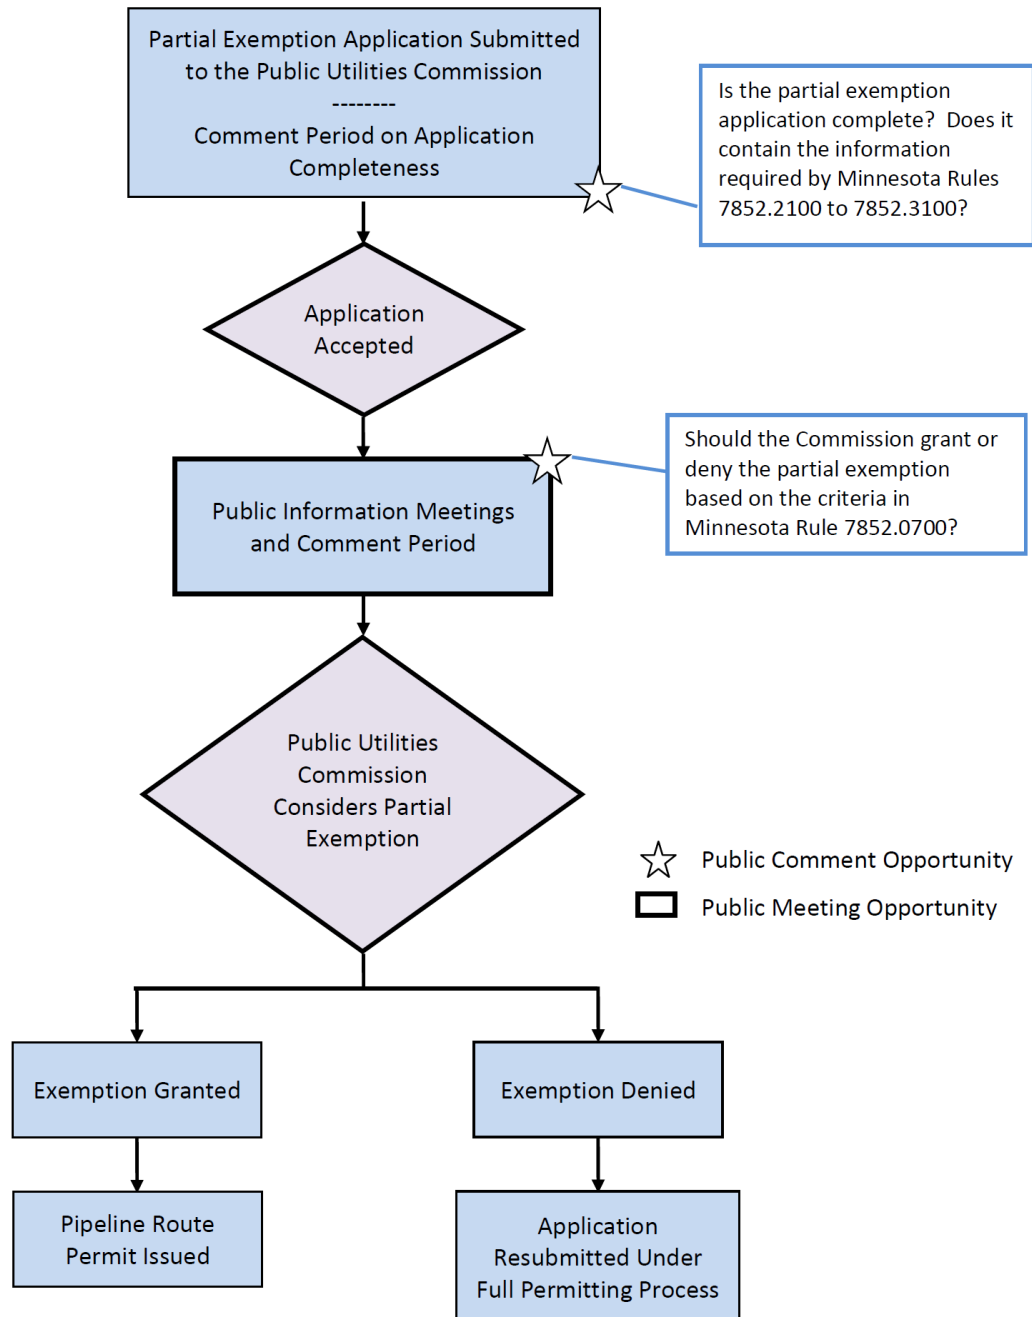 Partial Exemption Application Submitted
to the Public Utilities Commission
--------
Comment Period on Application
Completeness
Is the partial exemption
application complete?  Does it
contain the information
required by Minnesota Rules
7852.2100 to 7852.3100?
Application
Accepted
Should the Commission grant or
deny the partial exemption
based on the criteria in
Minnesota Rule 7852.0700?
Public Information Meetings
and Comment Period
Public Utilities
Commission
Considers Partial
Exemption
Public Comment Opportunity
Public Meeting Opportunity
Exemption Granted
Exemption Denied
Pipeline Route
Permit Issued
Application
Resubmitted Under
Full Permitting Process